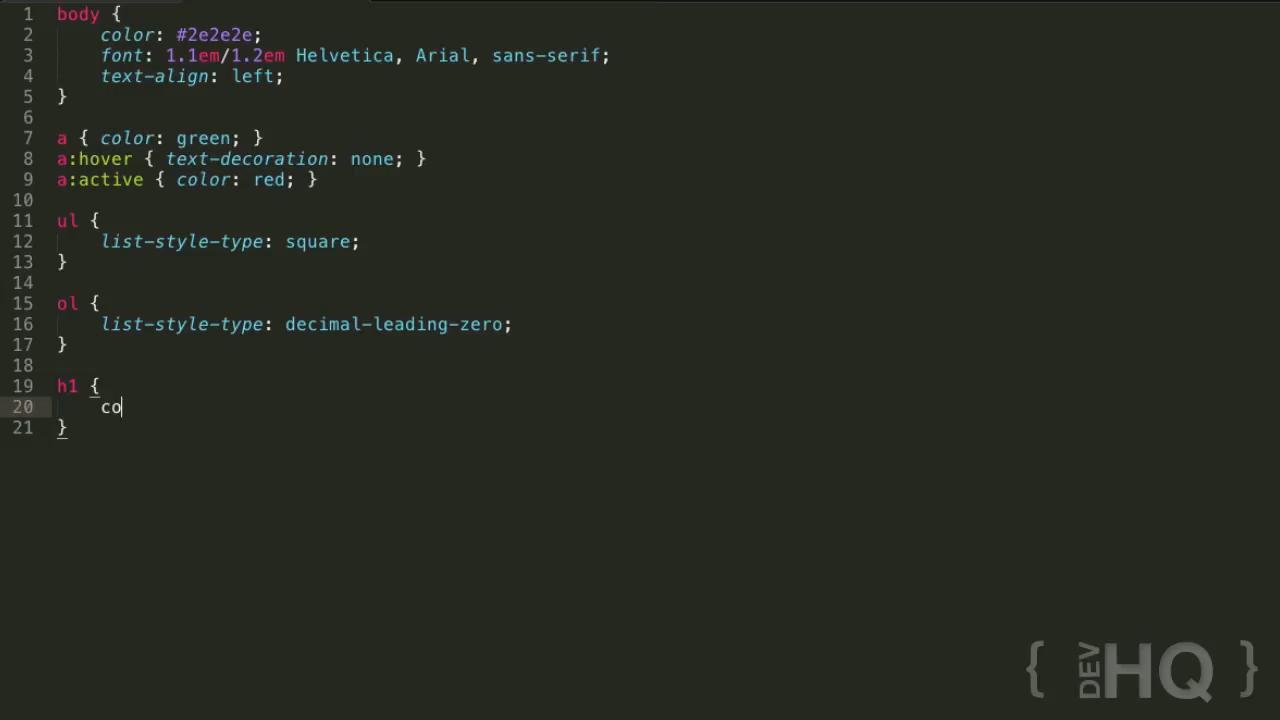 1 body {
2     color: #2e2e2e;
3     font: 1.1em/1.2em Helvetica, Arial, sans-serif;
4     text-align: left;
5 }
6
7 a { color: green; }
8 a:hover { text-decoration: none; }
9 a:active { color: red; }
10
11 ul {
12     list-style-type: square;
13 }
14
15 ol {
16     list-style-type: decimal-leading-zero;
17 }
18
19 h1 {
20     co
21 }
{ DEV HQ }